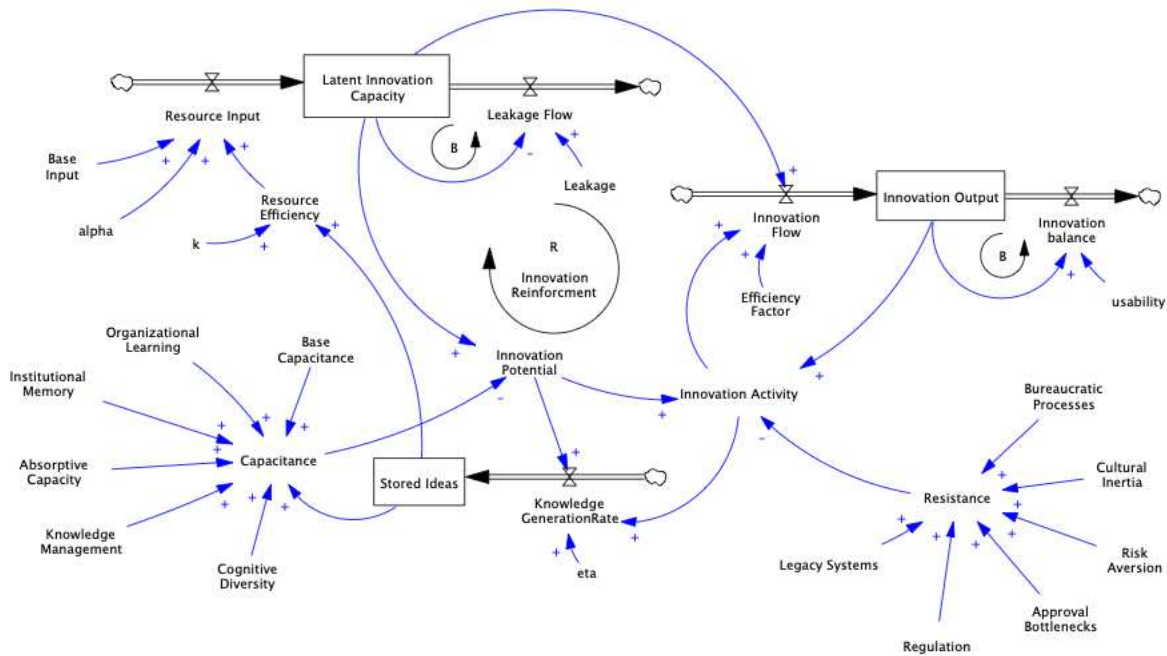 Latent Innovation
Capacity
Resource Input
Leakage Flow
B
Base
Input
Leakage
Resource
Efficiency
alpha
k
Innovation Output
Innovation
Flow
Innovation
balance
B
R
Innovation
Reinforcment
Efficiency
Factor
usability
Organizational
Learning
Base
Capacitance
Innovation
Potential
Institutional
Memory
Innovation Activity
Bureaucratic
Processes
Capacitance
Absorptive
Capacity
Stored Ideas
Cultural
Inertia
Knowledge
GenerationRate
Resistance
Knowledge
Management
Risk
Aversion
Legacy Systems
Cognitive
Diversity
eta
Approval
Bottlenecks
Regulation